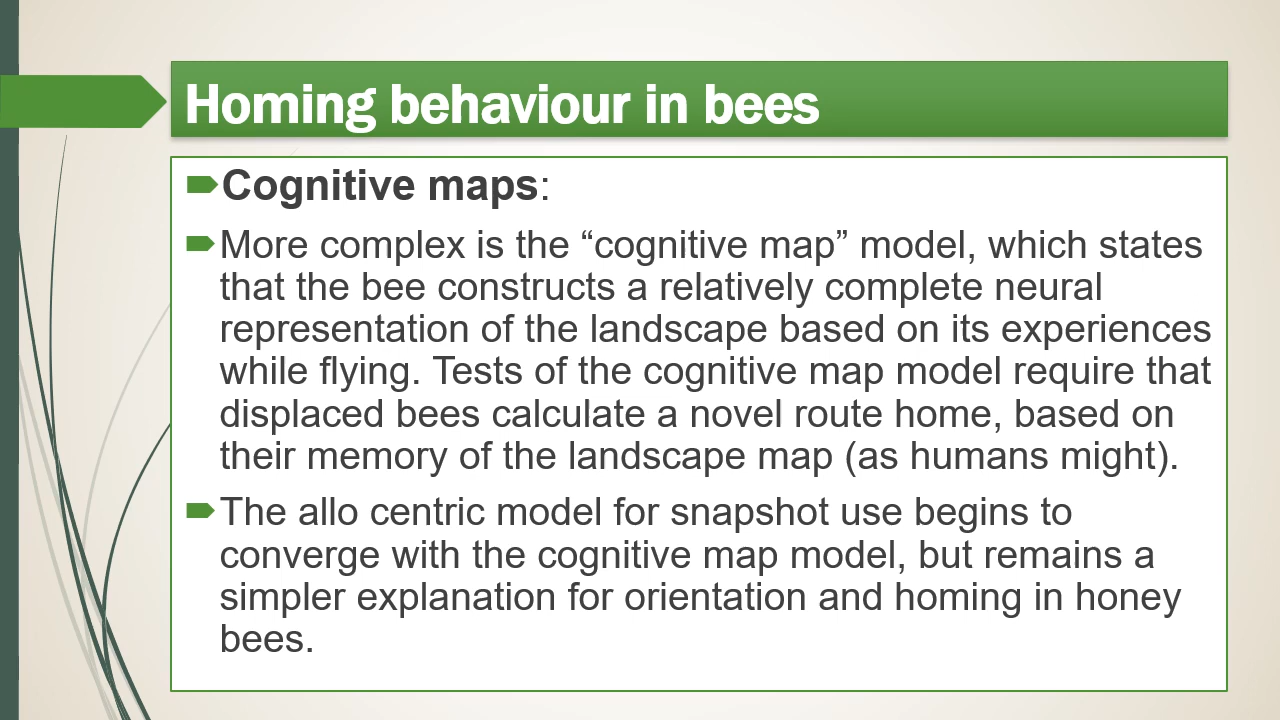 Homing behaviour in bees
Cognitive maps:
More complex is the “cognitive map” model, which states
that the bee constructs a relatively complete neural
representation of the landscape based on its experiences
while flying. Tests of the cognitive map model require that
displaced bees calculate a novel route home, based on
their memory of the landscape map (as humans might).
The allo centric model for snapshot use begins to
converge with the cognitive map model, but remains a
simpler explanation for orientation and homing in honey
bees.